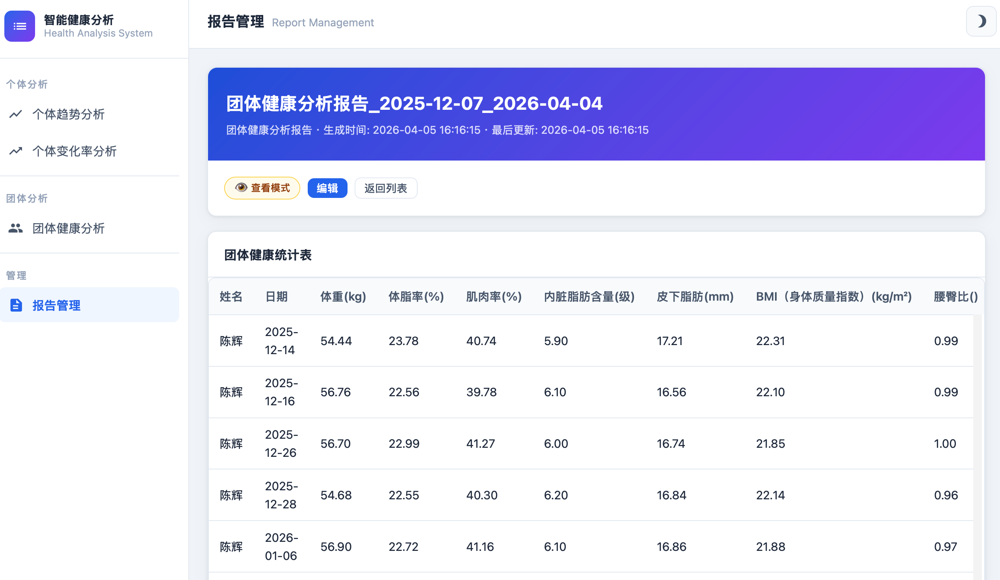 智能健康分析
Health Analysis System
个体分析
个体趋势分析
个体变化率分析
团体分析
团体健康分析
管理
报告管理
报告管理 Report Management
团体健康分析报告_2025-12-07_2026-04-04
团体健康分析报告 · 生成时间: 2026-04-05 16:16:15 · 最后更新: 2026-04-05 16:16:15
查看模式 编辑 返回列表
团体健康统计表
姓名 日期 体重(kg) 体脂率(%) 肌肉率(%) 内脏脂肪含量(级) 皮下脂肪(mm) BMI（身体质量指数）(kg/m²) 腰臀比()
陈辉 2025-12-14 54.44 23.78 40.74 5.90 17.21 22.31 0.99
陈辉 2025-12-16 56.76 22.56 39.78 6.10 16.56 22.10 0.99
陈辉 2025-12-26 56.70 22.99 41.27 6.00 16.74 21.85 1.00
陈辉 2025-12-28 54.68 22.55 40.30 6.20 16.84 22.14 0.96
陈辉 2026-01-06 56.90 22.72 41.16 6.10 16.86 21.88 0.97